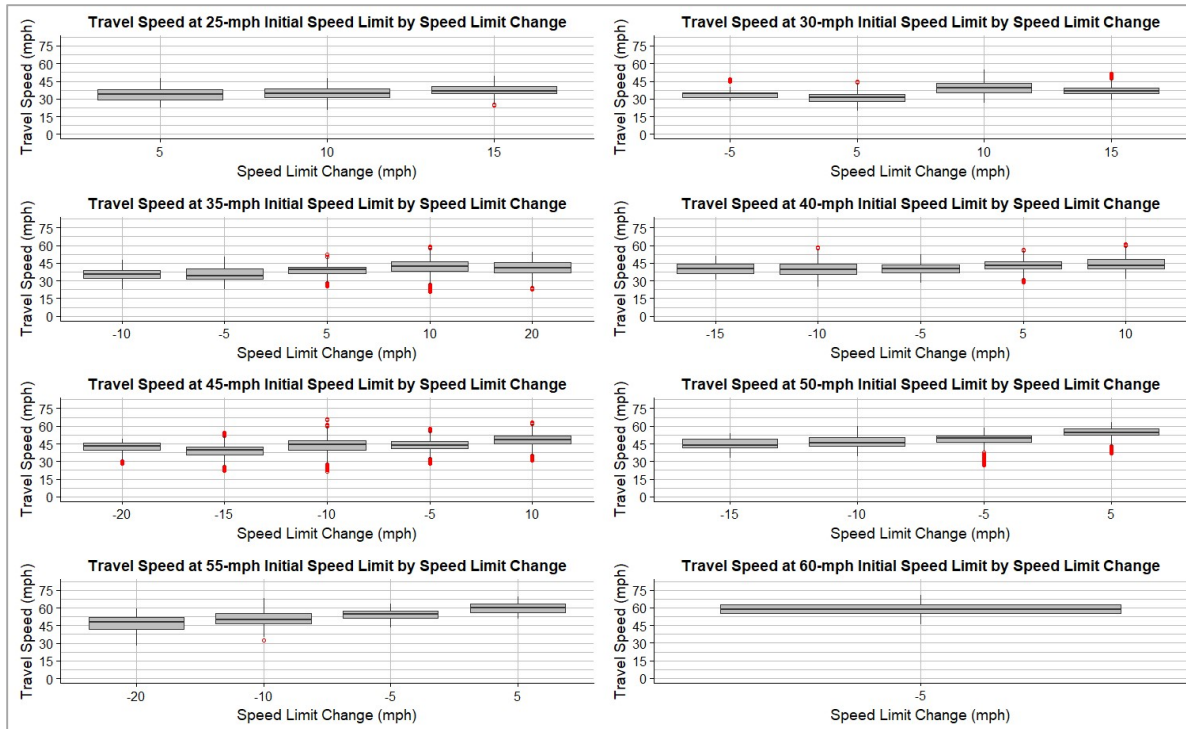 Travel Speed at 25-mph Initial Speed Limit by Speed Limit Change
Travel Speed (mph)
75
60
45
30
15
0
5 10 15
Speed Limit Change (mph)
Travel Speed at 30-mph Initial Speed Limit by Speed Limit Change
Travel Speed (mph)
75
60
45
30
15
0
-5 5 10 15
Speed Limit Change (mph)
Travel Speed at 35-mph Initial Speed Limit by Speed Limit Change
Travel Speed (mph)
75
60
45
30
15
0
-10 -5 5 10 20
Speed Limit Change (mph)
Travel Speed at 40-mph Initial Speed Limit by Speed Limit Change
Travel Speed (mph)
75
60
45
30
15
0
-15 -10 -5 5 10
Speed Limit Change (mph)
Travel Speed at 45-mph Initial Speed Limit by Speed Limit Change
Travel Speed (mph)
75
60
45
30
15
0
-20 -15 -10 -5 10
Speed Limit Change (mph)
Travel Speed at 50-mph Initial Speed Limit by Speed Limit Change
Travel Speed (mph)
75
60
45
30
15
0
-15 -10 -5 5
Speed Limit Change (mph)
Travel Speed at 55-mph Initial Speed Limit by Speed Limit Change
Travel Speed (mph)
75
60
45
30
15
0
-20 -10 -5 5
Speed Limit Change (mph)
Travel Speed at 60-mph Initial Speed Limit by Speed Limit Change
Travel Speed (mph)
75
60
45
30
15
0
-5
Speed Limit Change (mph)